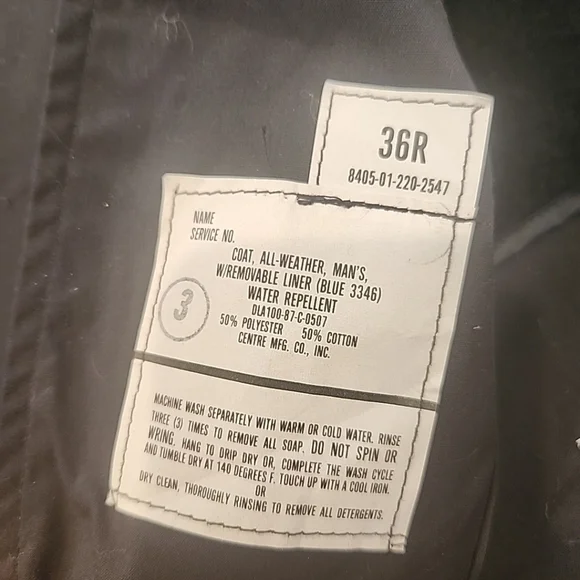 36R
8405-01-220-2547
NAME
SERVICE NO.
COAT, ALL-WEATHER, MAN'S,
W/REMOVABLE LINER (BLUE 3346)
WATER REPELLENT
DLA100-87-C-0507
50% POLYESTER 50% COTTON
CENTRE MFG. CO., INC.
3
MACHINE WASH SEPARATELY WITH WARM OR COLD WATER. RINSE
THREE (3) TIMES TO REMOVE ALL SOAP. DO NOT SPIN OR
WRING. HANG TO DRIP DRY OR, COMPLETE THE WASH CYCLE
AND TUMBLE DRY AT 140 DEGREES F. TOUCH UP WITH A COOL IRON.
OR
DRY CLEAN, THOROUGHLY RINSING TO REMOVE ALL DETERGENTS.